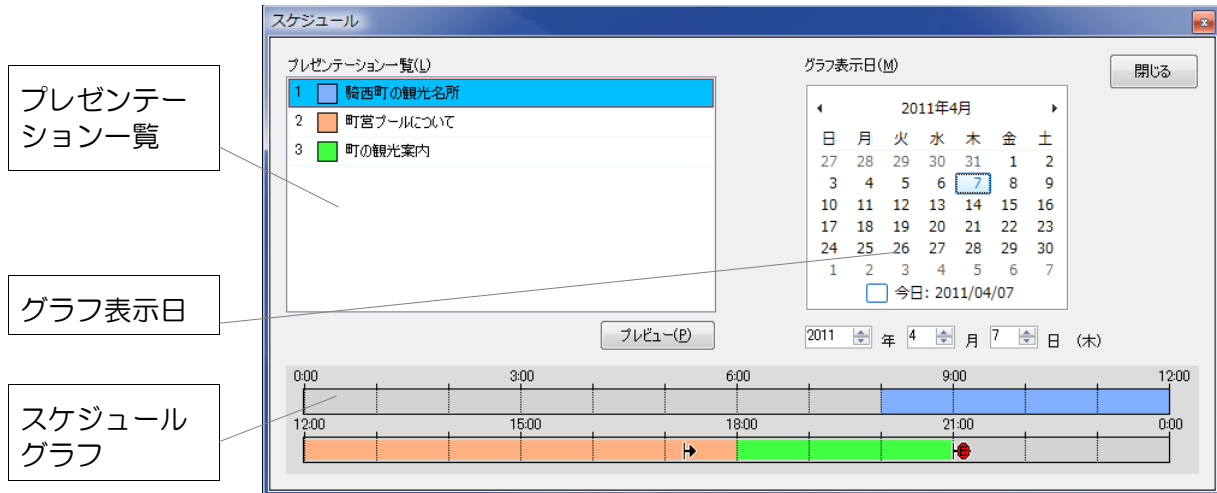 スケジュール
プレゼンテーション一覧(L)
1 騎西町の観光名所
2 町営プールについて
3 町の観光案内
プレビュー(P)
グラフ表示日(M)
閉じる
2011年4月
日 月 火 水 木 金 土
27 28 29 30 31 1 2
3 4 5 6 7 8 9
10 11 12 13 14 15 16
17 18 19 20 21 22 23
24 25 26 27 28 29 30
1 2 3 4 5 6 7
今日: 2011/04/07
2011 年 4 月 7 日 (木)
0:00 3:00 6:00 9:00 12:00
12:00 15:00 18:00 21:00 0:00
プレゼンテー
ション一覧
グラフ表示日
スケジュール
グラフ